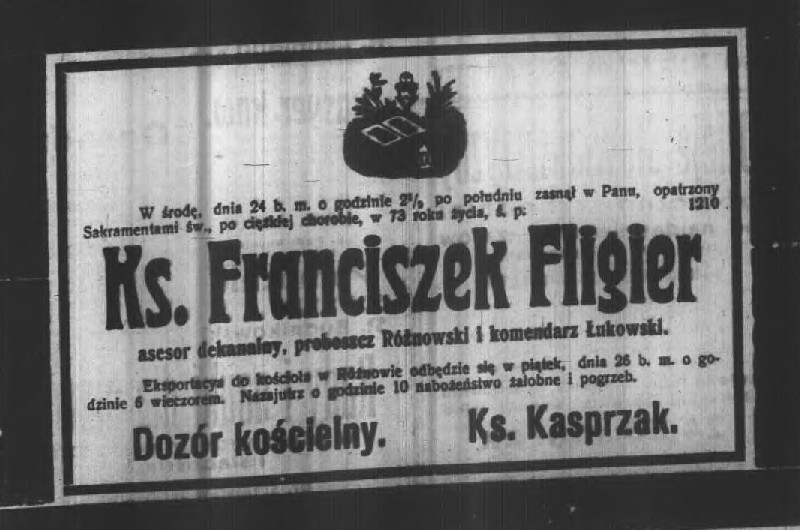 W środę, dnia 24 b. m. o godzinie 2½ po południu zasnął w Panu, opatrzony
Sakramentami św., po ciężkiej chorobie, w 73 roku życia, ś. p. 1210
Ks. Franciszek Fligier
asesor dekanalny, proboszcz Różnowski i komendarz Łukowski.
Eksportacya do kościoła w Różnowie odbędzie się w piątek, dnia 26 b. m. o go-
dzinie 6 wieczorem. Nazajutrz o godzinie 10 nabożeństwo żałobne i pogrzeb.
Dozór kościelny. Ks. Kasprzak.